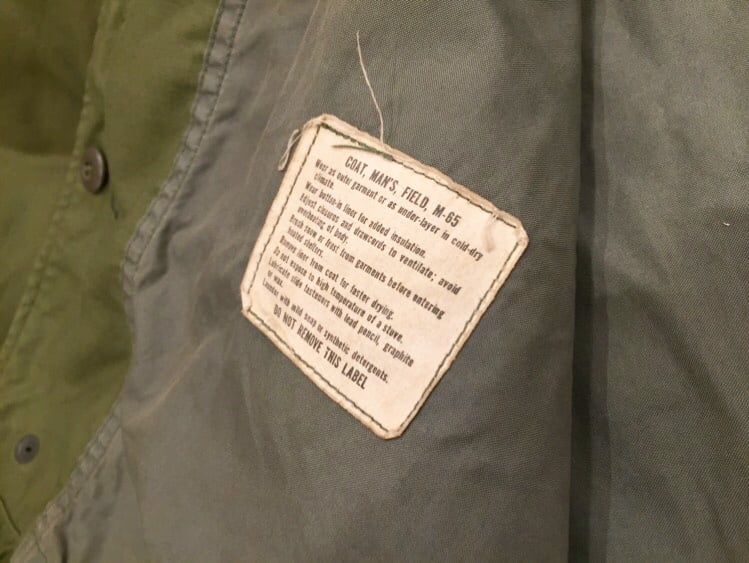 COAT, MAN'S, FIELD, M-65
Wear as outer garment or as under-layer in cold-dry
climate.
Wear button-in liner for added insulation.
Adjust closures and drawcords to ventilate; avoid
overheating of body.
Brush snow or frost from garments before entering
heated shelters.
Remove liner from coat for faster drying.
Do not expose to high temperature of a stove.
Lubricate slide fasteners with lead pencil, graphite
or wax.
Launder with mild soap or synthetic detergents.
DO NOT REMOVE THIS LABEL